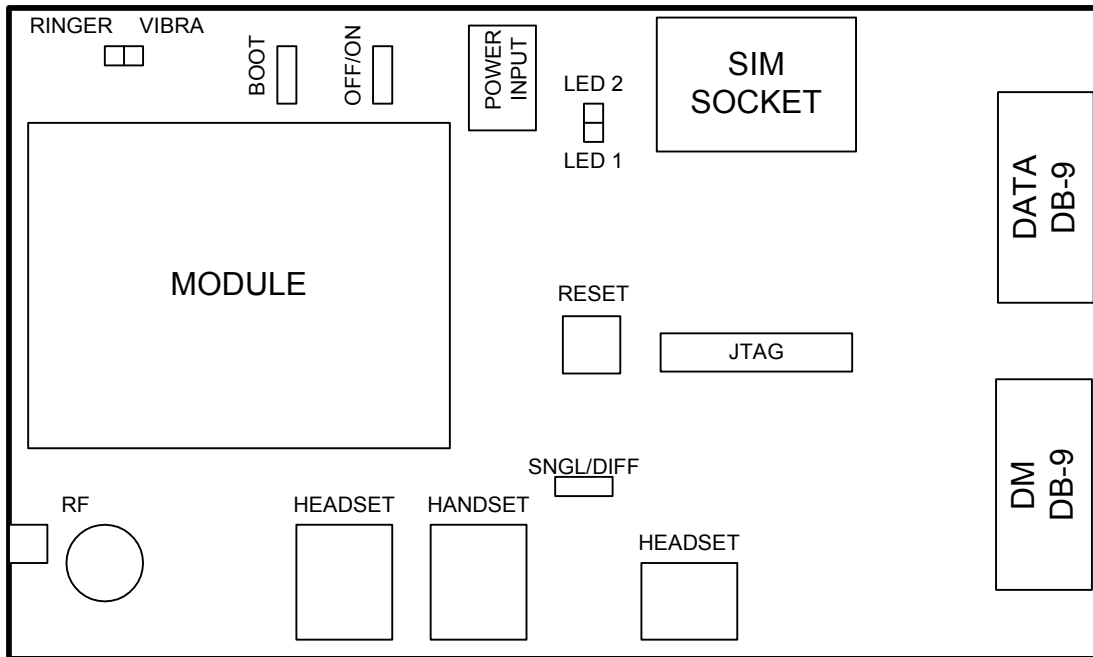 RINGER VIBRA
BOOT
OFF/ON
POWER
INPUT
LED 2
LED 1
SIM
SOCKET
DATA
DB-9
MODULE
RESET
JTAG
SNGL/DIFF
DM
DB-9
RF
HEADSET
HANDSET
HEADSET